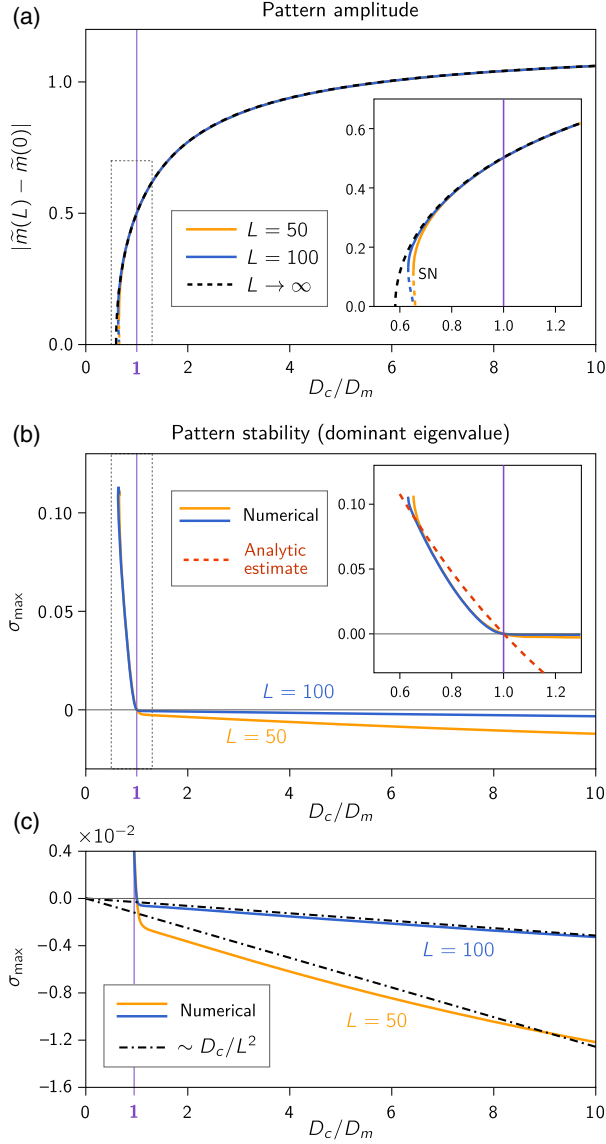 (a)
Pattern amplitude
|m̃(L) − m̃(0)|
1.0
0.5
0.0
L = 50
L = 100
L → ∞
0.6
0.4
0.2
0.0
SN
0.6 0.8 1.0 1.2
0 1 2 4 6 8 10
D_c/D_m
(b)
Pattern stability (dominant eigenvalue)
σ_max
0.10
0.05
0
Numerical
Analytic
estimate
0.10
0.05
0.00
0.6 0.8 1.0 1.2
L = 100
L = 50
0 1 2 4 6 8 10
D_c/D_m
(c)
×10⁻²
σ_max
0.4
0.0
−0.4
−0.8
−1.2
−1.6
L = 100
L = 50
Numerical
∼ D_c/L²
0 1 2 4 6 8 10
D_c/D_m